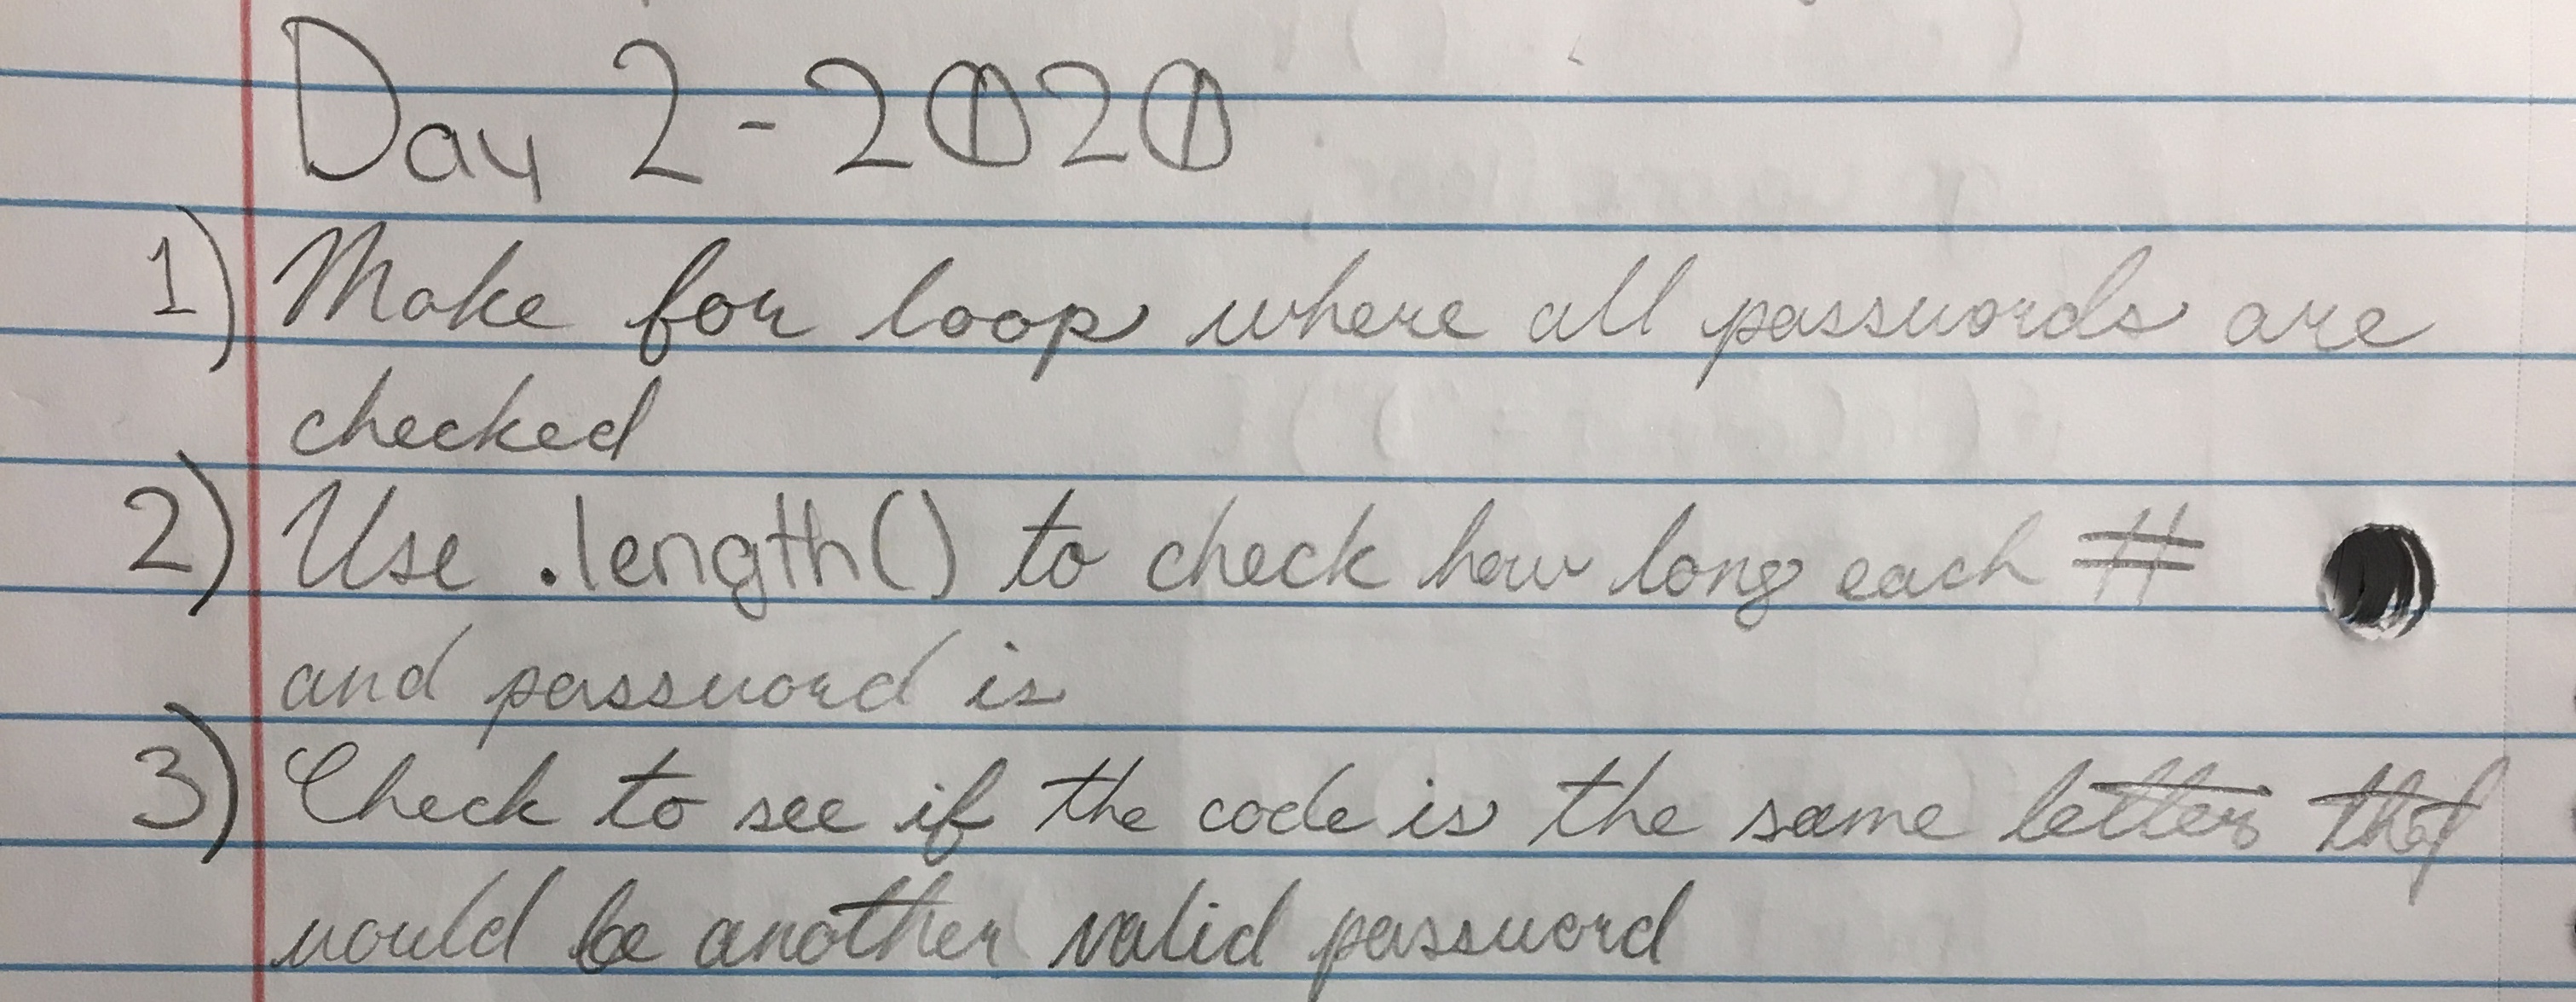 Day 2 - 2020
1) Make for loop where all passwords are
checked
2) Use .length() to check how long each #
and password is
3) Check to see if the code is the same letter that
would be another valid password